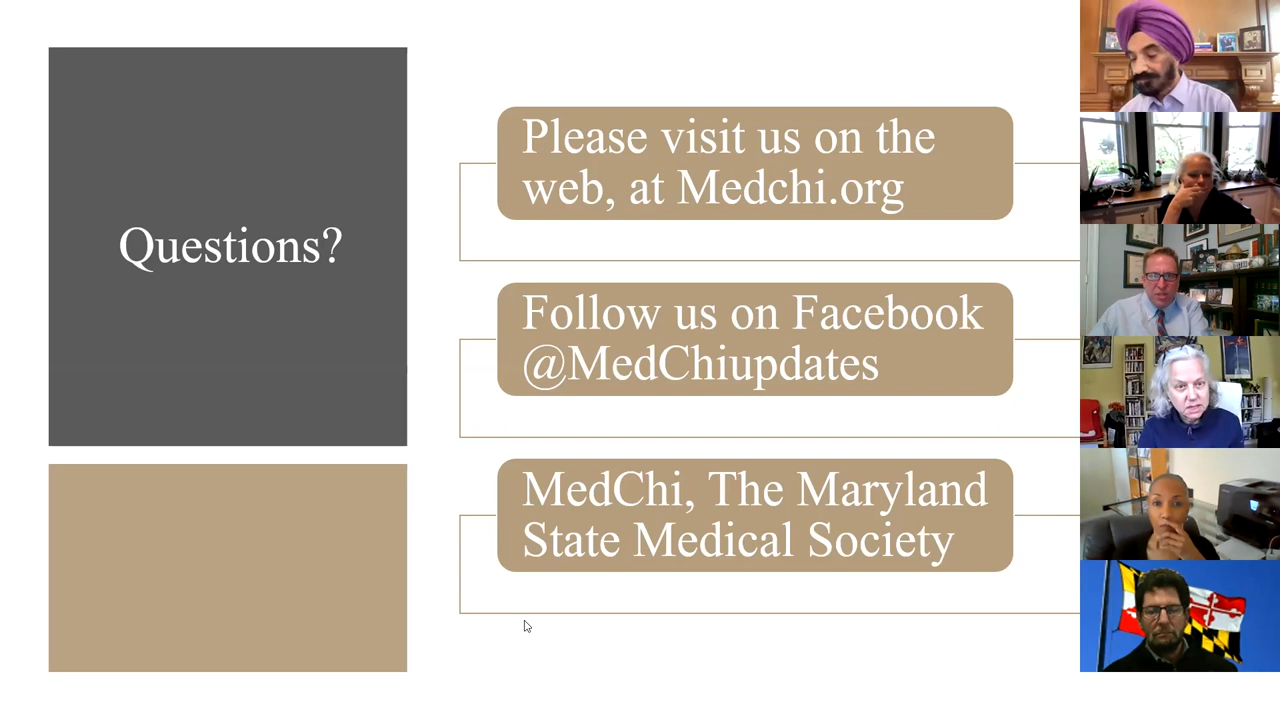 Questions?
Please visit us on the
web, at Medchi.org
Follow us on Facebook
@MedChiupdates
MedChi, The Maryland
State Medical Society